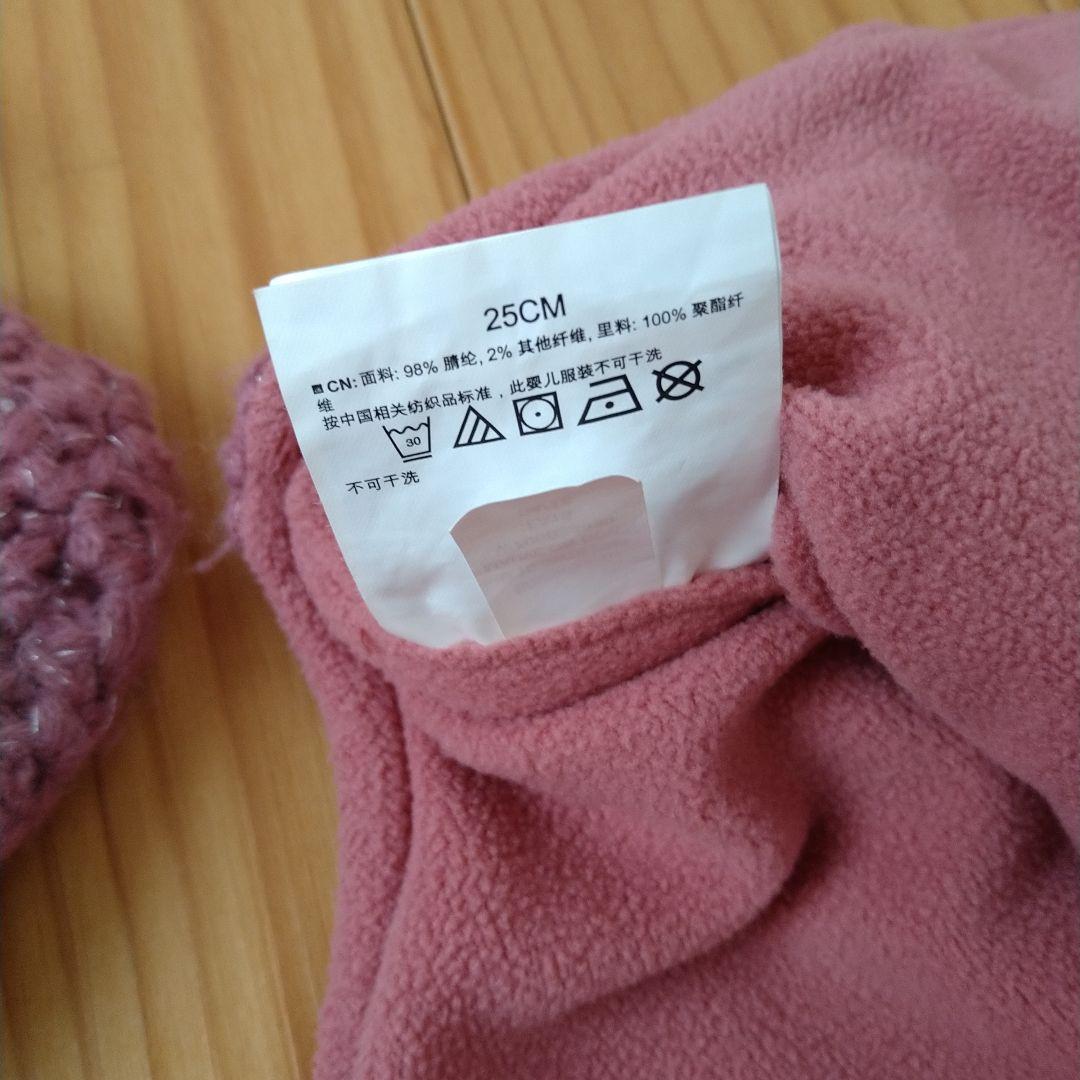 25CM
CN: 面料: 98% 腈纶, 2% 其他纤维, 里料: 100% 聚酯纤
维
按中国相关纺织品标准，此婴儿服装不可干洗
30
不可干洗